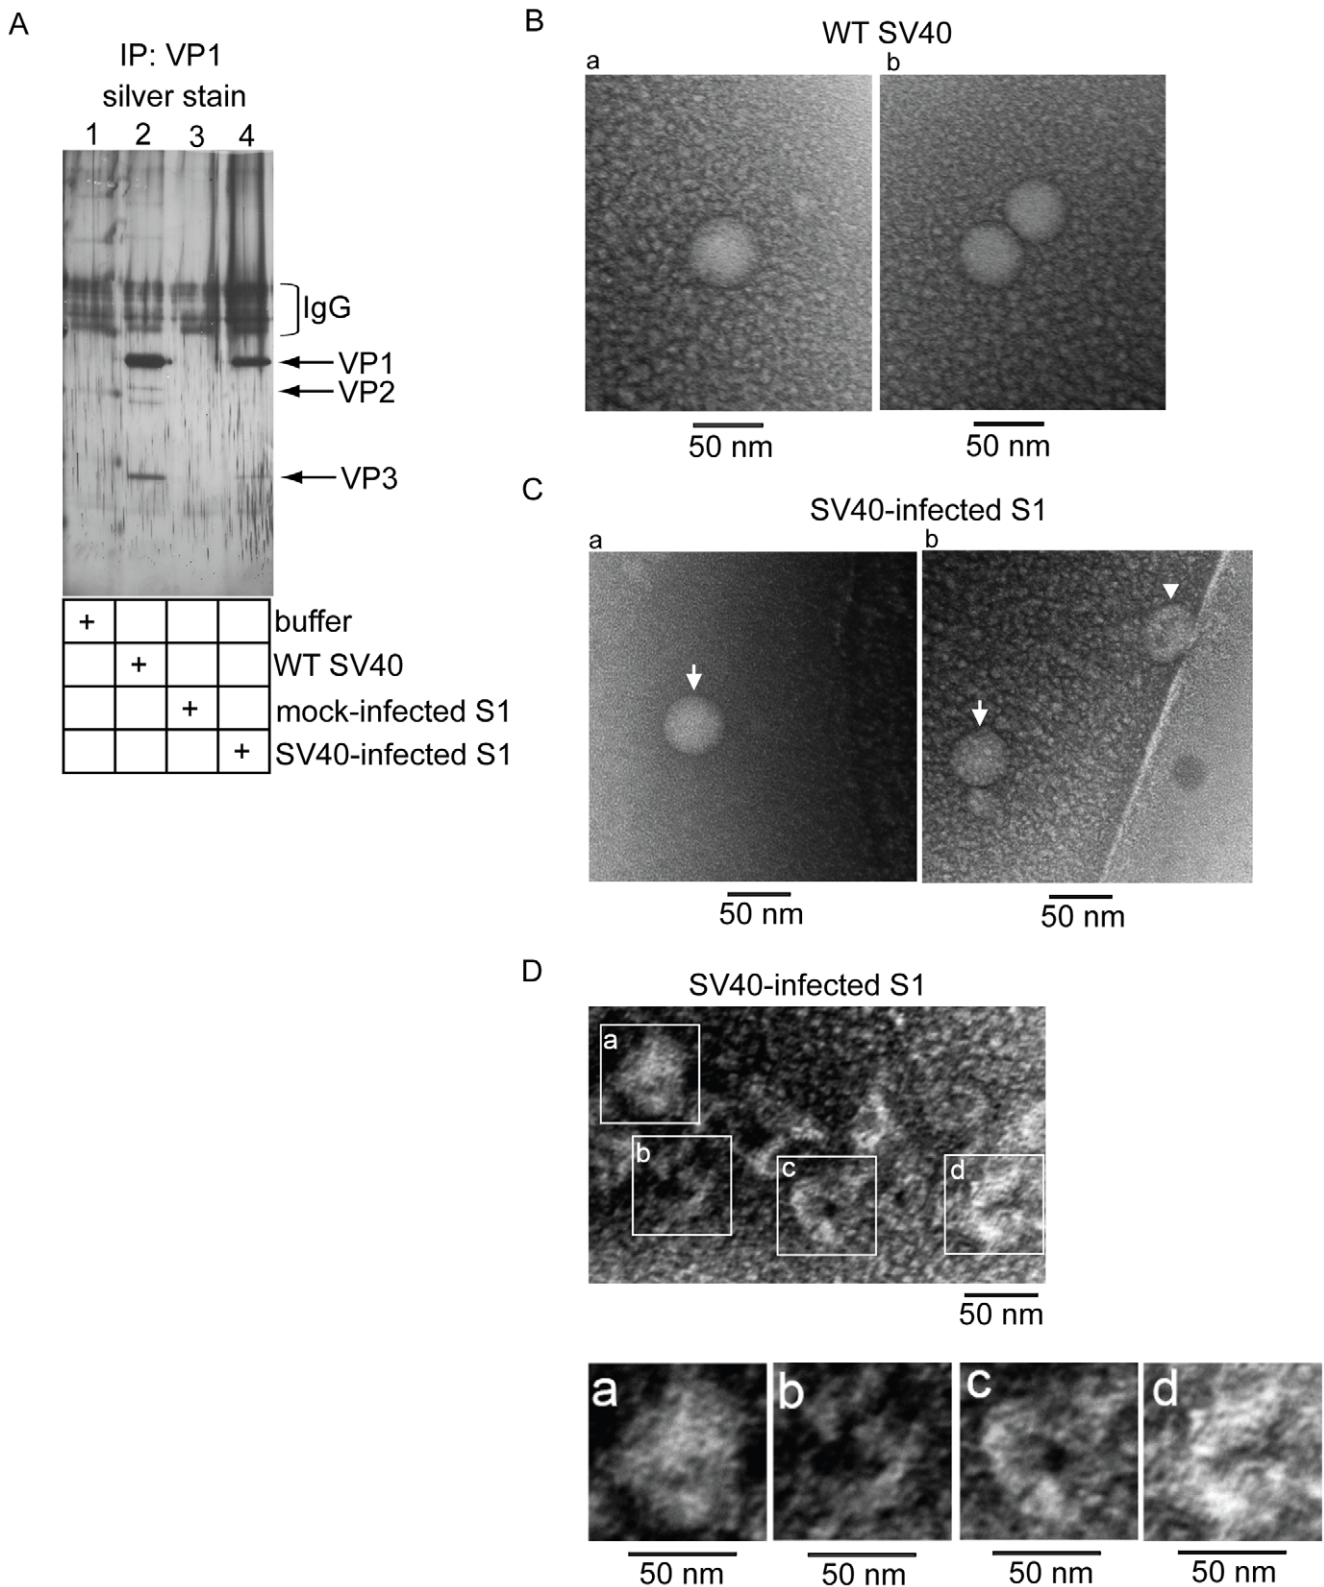 A
IP: VP1
silver stain
1 2 3 4
IgG
VP1
VP2
VP3
+ buffer
+ WT SV40
+ mock-infected S1
+ SV40-infected S1
B
WT SV40
a b
50 nm 50 nm
C
SV40-infected S1
a b
50 nm 50 nm
D
SV40-infected S1
a
b
c
d
50 nm
a b c d
50 nm 50 nm 50 nm 50 nm